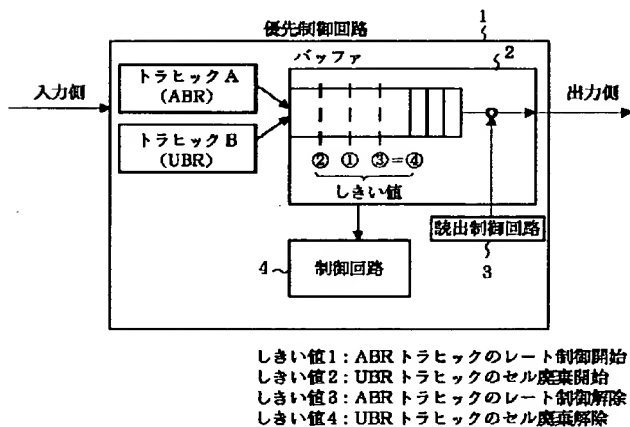 優先制御回路
1
バッファ
2
入力側
トラヒックA
(ABR)
トラヒックB
(UBR)
出力側
② ① ③=④
しきい値
読出制御回路
3
4
制御回路
しきい値1:ABRトラヒックのレート制御開始
しきい値2:UBRトラヒックのセル廃棄開始
しきい値3:ABRトラヒックのレート制御解除
しきい値4:UBRトラヒックのセル廃棄解除